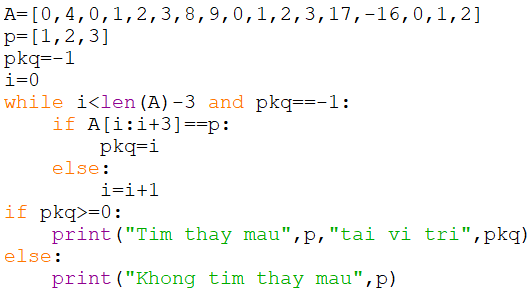 A=[0,4,0,1,2,3,8,9,0,1,2,3,17,-16,0,1,2]
p=[1,2,3]
pkq=-1
i=0
while i<len(A)-3 and pkq==-1:
    if A[i:i+3]==p:
        pkq=i
    else:
        i=i+1
if pkq>=0:
    print("Tim thay mau",p,"tai vi tri",pkq)
else:
    print("Khong tim thay mau",p)